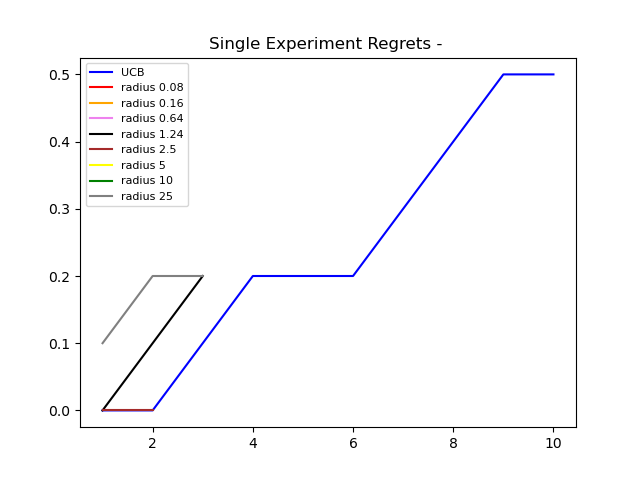 Single Experiment Regrets -
UCB
radius 0.08
radius 0.16
radius 0.64
radius 1.24
radius 2.5
radius 5
radius 10
radius 25
0.5
0.4
0.3
0.2
0.1
0.0
2 4 6 8 10